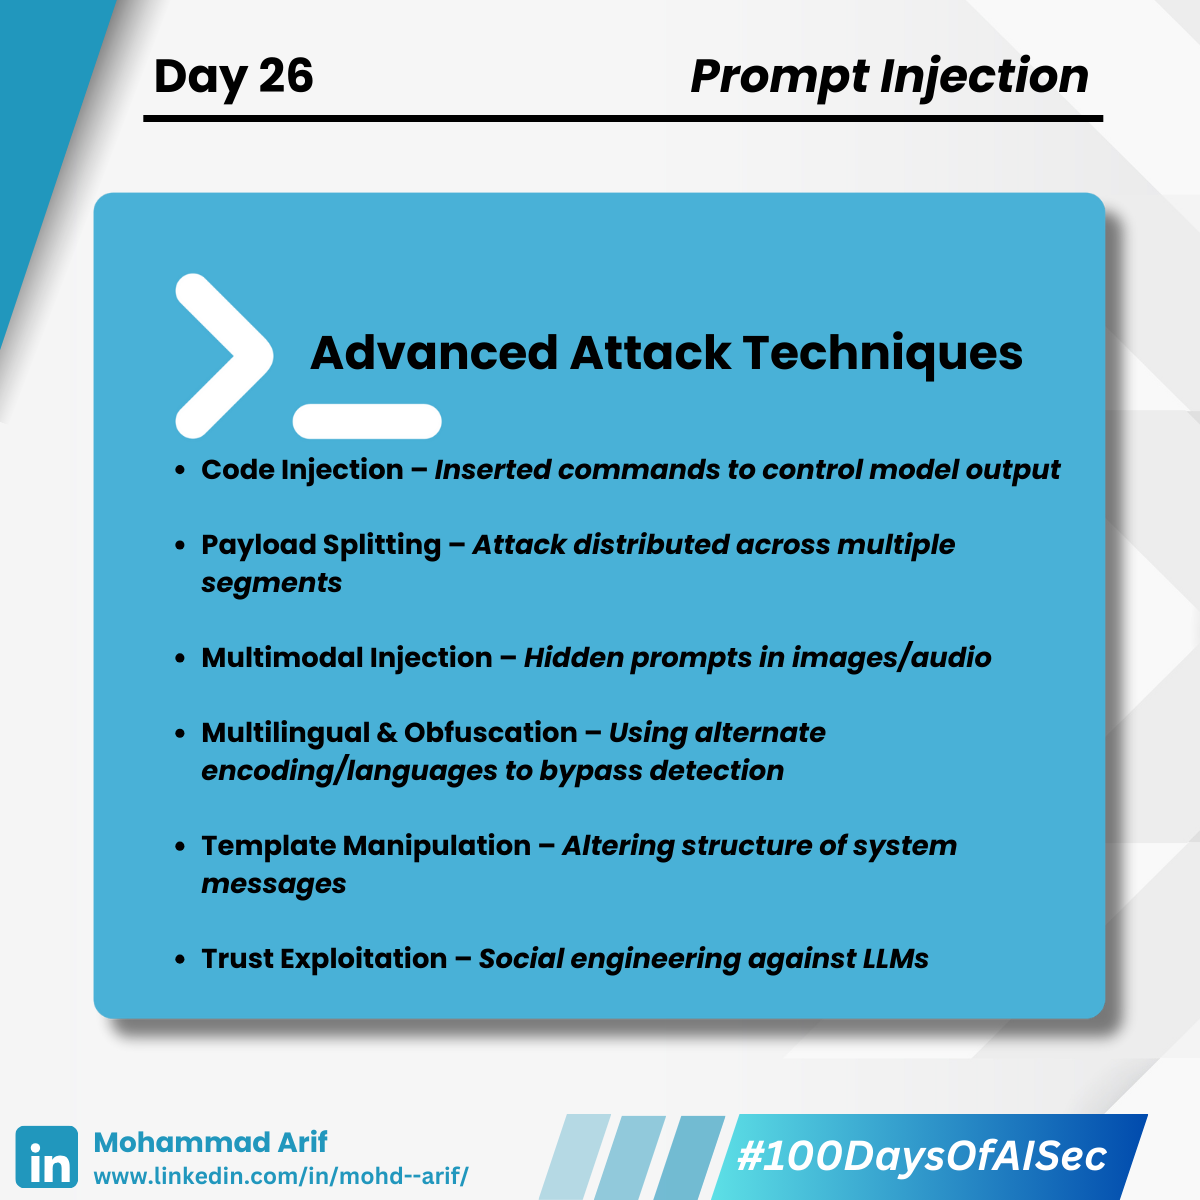 Day 26
Prompt Injection
Advanced Attack Techniques
• Code Injection – Inserted commands to control model output
• Payload Splitting – Attack distributed across multiple
segments
• Multimodal Injection – Hidden prompts in images/audio
• Multilingual & Obfuscation – Using alternate
encoding/languages to bypass detection
• Template Manipulation – Altering structure of system
messages
• Trust Exploitation – Social engineering against LLMs
in
Mohammad Arif
www.linkedin.com/in/mohd--arif/
#100DaysOfAISec